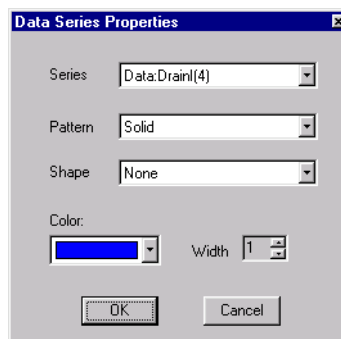 Data Series Properties
Series Data:DrainI(4)
Pattern Solid
Shape None
Color:
Width 1
OK Cancel